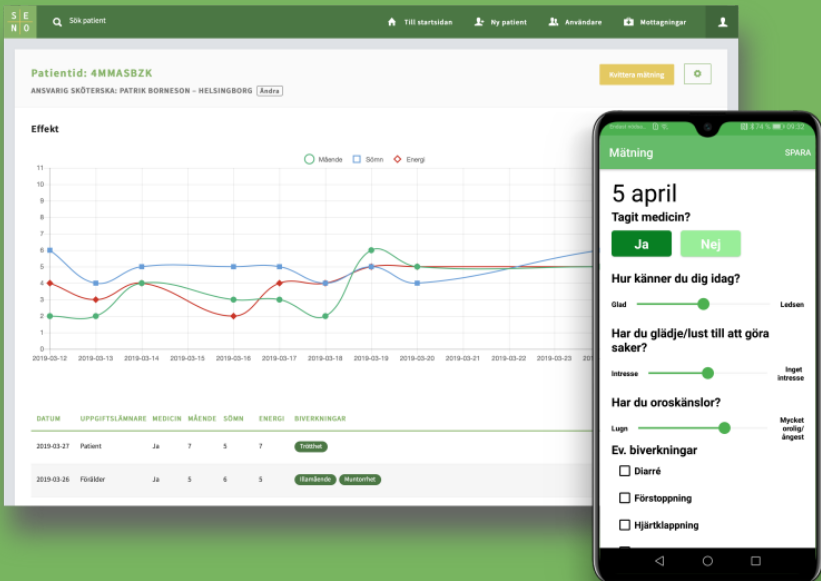 SE
NO
Sök patient
Till startsidan
Ny patient
Användare
Mottagningar
Patientid: 4MMASBZK
ANSVARIG SKÖTERSKA: PATRIK BORNESON – HELSINGBORG Ändra
Kvittera mätning
Effekt
Mående Sömn Energi
11
10
9
8
7
6
5
4
3
2
1
0
2019-03-12 2019-03-13 2019-03-14 2019-03-15 2019-03-16 2019-03-17 2019-03-18 2019-03-19 2019-03-20 2019-03-21 2019-03-22 2019-03-23 20
DATUM UPPGIFTSLÄMNARE MEDICIN MÅENDE SÖMN ENERGI BIVERKNINGAR
2019-03-27 Patient Ja 7 5 7 Trötthet
2019-03-26 Förälder Ja 5 6 5 Illamående Muntorrhet
74 % 09:32
Mätning SPARA
5 april
Tagit medicin?
Ja Nej
Hur känner du dig idag?
Glad Ledsen
Har du glädje/lust till att göra
saker?
Intresse Inget
intresse
Har du oroskänslor?
Lugn Mycket
orolig/
ångest
Ev. biverkningar
Diarré
Förstoppning
Hjärtklappning